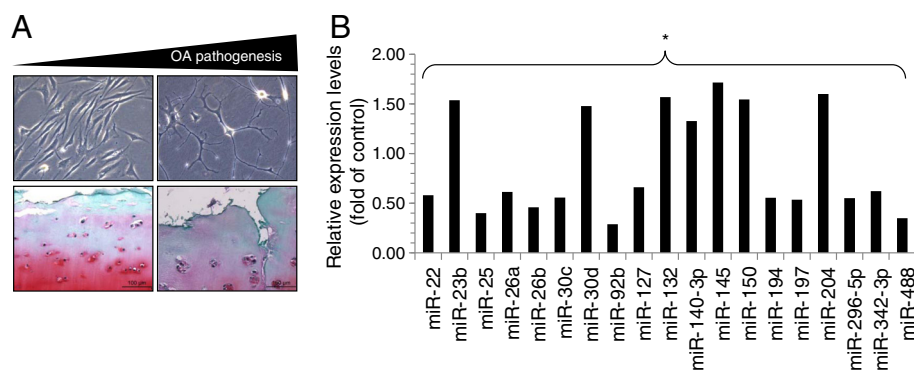 A
B
OA pathogenesis
100 µm
Relative expression levels
(fold of control)
*
2.00
1.50
1.00
0.50
0.00
miR-22
miR-23b
miR-25
miR-26a
miR-26b
miR-30c
miR-30d
miR-92b
miR-127
miR-132
miR-140-3p
miR-145
miR-150
miR-194
miR-197
miR-204
miR-296-5p
miR-342-3p
miR-488